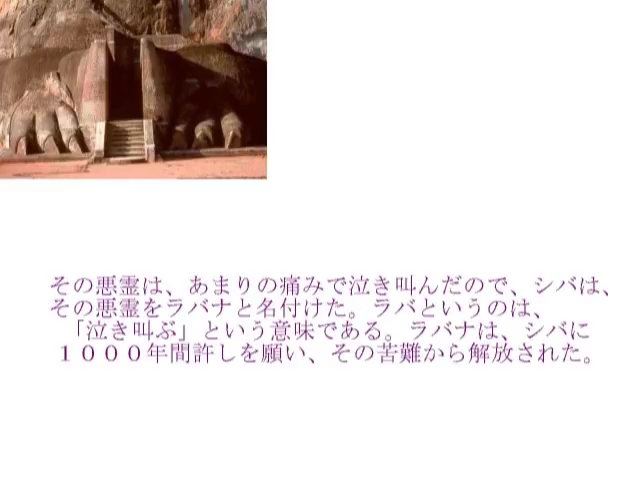 その悪霊は、あまりの痛みで泣き叫んだので、シバは、
その悪霊をラバナと名付けた。ラバというのは、
「泣き叫ぶ」という意味である。ラバナは、シバに
１０００年間許しを願い、その苦難から解放された。